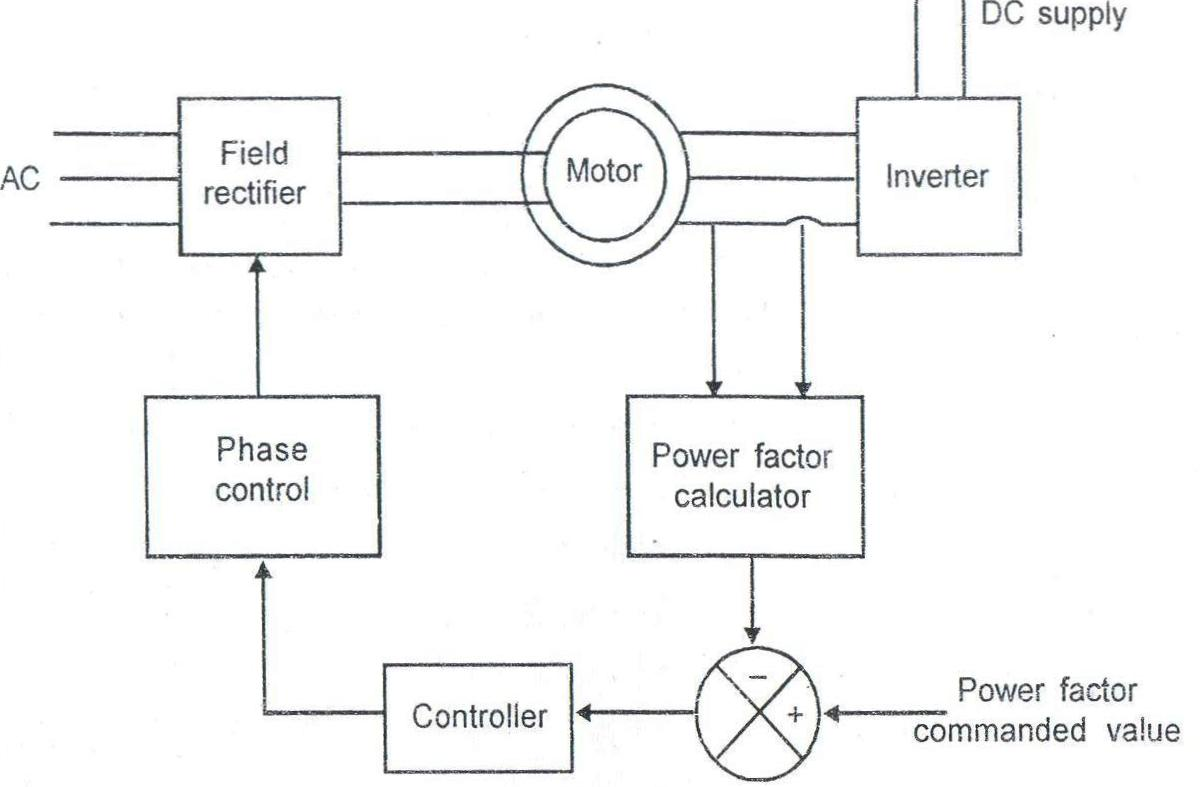 DC supply
Field
rectifier
Motor
Inverter
AC
Phase
control
Power factor
calculator
Controller
−
+
Power factor
commanded value